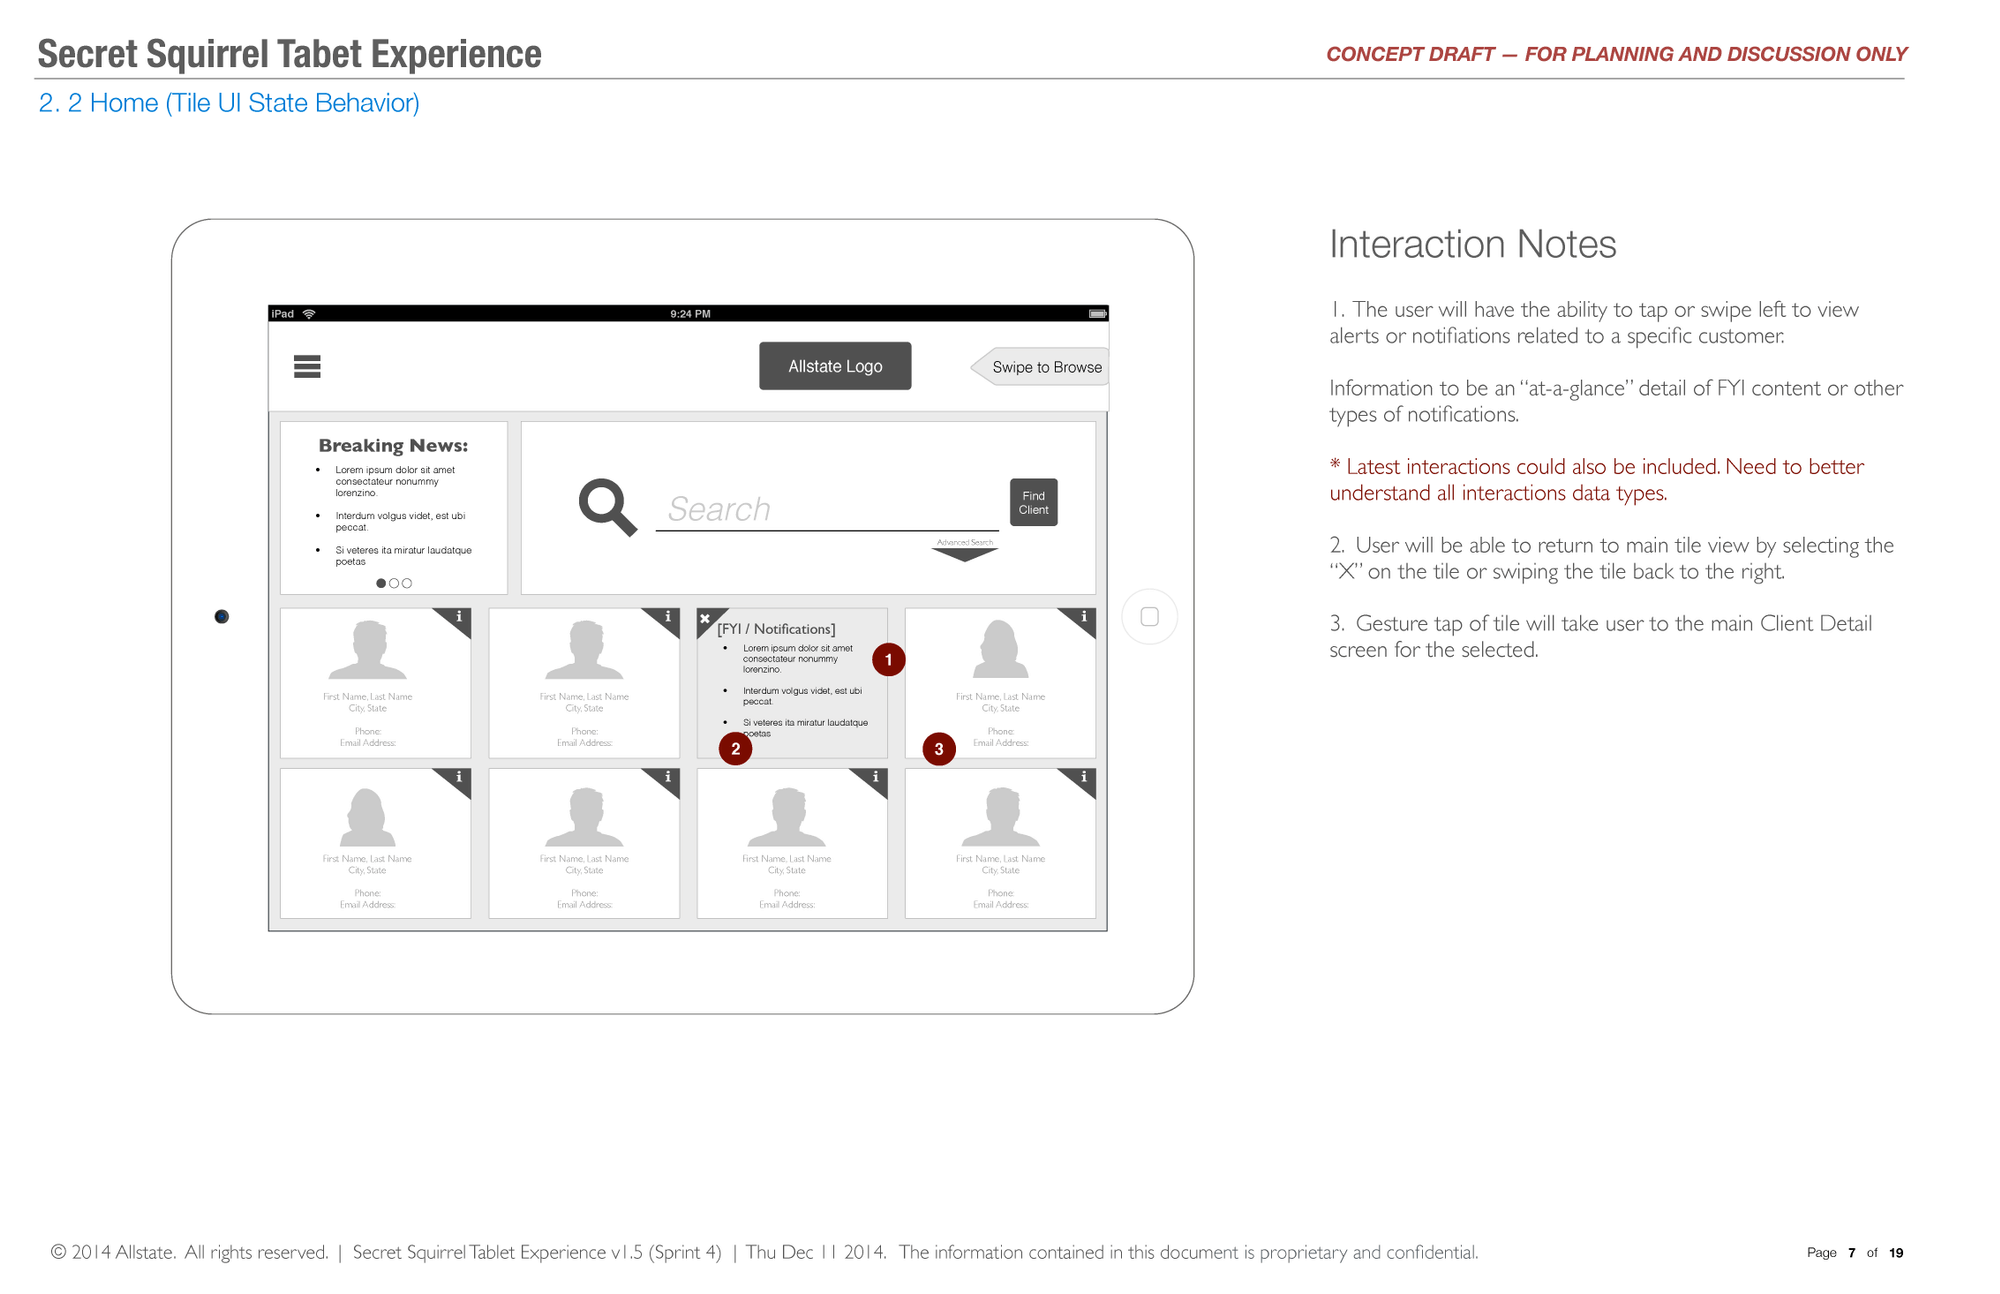 Secret Squirrel Tabet Experience
CONCEPT DRAFT — FOR PLANNING AND DISCUSSION ONLY
2. 2 Home (Tile UI State Behavior)
iPad
9:24 PM
Allstate Logo
Swipe to Browse
Breaking News:
• Lorem ipsum dolor sit amet
consectateur nonummy
lorenzino.
• Interdum volgus videt, est ubi
peccat.
• Si veteres ita miratur laudatque
poetas
Search
Find
Client
Advanced Search
i
First Name, Last Name
City, State
Phone:
Email Address:
i
First Name, Last Name
City, State
Phone:
Email Address:
[FYI / Notifications]
• Lorem ipsum dolor sit amet
consectateur nonummy
lorenzino.
• Interdum volgus videt, est ubi
peccat.
• Si veteres ita miratur laudatque
poetas
1
2
i
First Name, Last Name
City, State
Phone:
Email Address:
3
i
First Name, Last Name
City, State
Phone:
Email Address:
i
First Name, Last Name
City, State
Phone:
Email Address:
i
First Name, Last Name
City, State
Phone:
Email Address:
i
First Name, Last Name
City, State
Phone:
Email Address:
Interaction Notes
1. The user will have the ability to tap or swipe left to view
alerts or notifiations related to a specific customer.
Information to be an “at-a-glance” detail of FYI content or other
types of notifications.
* Latest interactions could also be included. Need to better
understand all interactions data types.
2. User will be able to return to main tile view by selecting the
“X” on the tile or swiping the tile back to the right.
3. Gesture tap of tile will take user to the main Client Detail
screen for the selected.
© 2014 Allstate. All rights reserved. | Secret Squirrel Tablet Experience v1.5 (Sprint 4) | Thu Dec 11 2014. The information contained in this document is proprietary and confidential.
Page 7 of 19